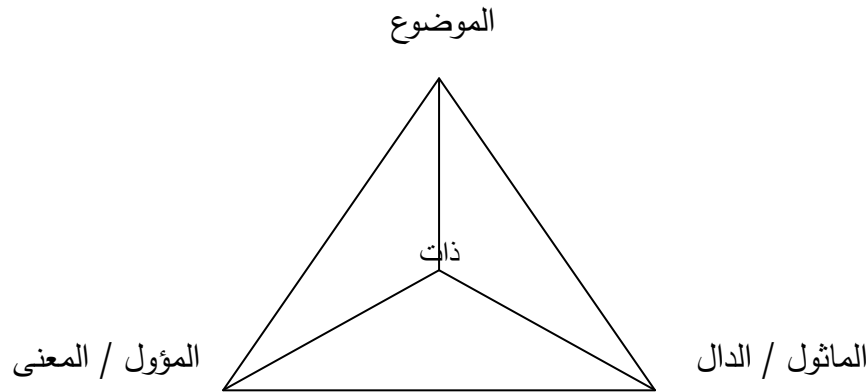 الموضوع
ذات
الماثول / الدال
المؤول / المعنى